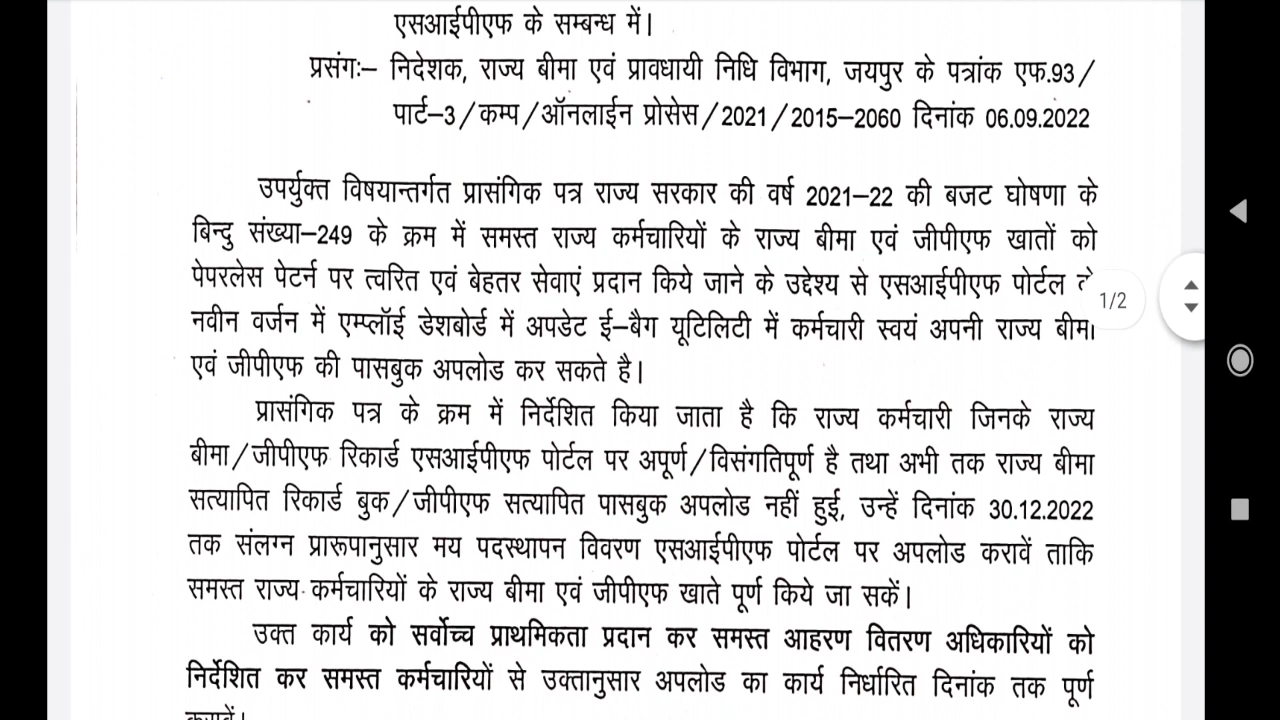 एसआईपीएफ के सम्बन्ध में।
प्रसंगः– निदेशक, राज्य बीमा एवं प्रावधायी निधि विभाग, जयपुर के पत्रांक एफ.93/
पार्ट–3/कम्प/ऑनलाईन प्रोसेस/2021/2015–2060 दिनांक 06.09.2022
उपर्युक्त विषयान्तर्गत प्रासंगिक पत्र राज्य सरकार की वर्ष 2021–22 की बजट घोषणा के
बिन्दु संख्या–249 के क्रम में समस्त राज्य कर्मचारियों के राज्य बीमा एवं जीपीएफ खातों को
पेपरलेस पेटर्न पर त्वरित एवं बेहतर सेवाएं प्रदान किये जाने के उद्देश्य से एसआईपीएफ पोर्टल
1/2
नवीन वर्जन में एम्प्लॉई डेशबोर्ड में अपडेट ई–बैग यूटिलिटी में कर्मचारी स्वयं अपनी राज्य बीमा
एवं जीपीएफ की पासबुक अपलोड कर सकते है।
प्रासंगिक पत्र के क्रम में निर्देशित किया जाता है कि राज्य कर्मचारी जिनके राज्य
बीमा/जीपीएफ रिकार्ड एसआईपीएफ पोर्टल पर अपूर्ण/विसंगतिपूर्ण है तथा अभी तक राज्य बीमा
सत्यापित रिकार्ड बुक/जीपीएफ सत्यापित पासबुक अपलोड नहीं हुई, उन्हें दिनांक 30.12.2022
तक संलग्न प्रारूपानुसार मय पदस्थापन विवरण एसआईपीएफ पोर्टल पर अपलोड करावें ताकि
समस्त राज्य कर्मचारियों के राज्य बीमा एवं जीपीएफ खाते पूर्ण किये जा सकें।
उक्त कार्य को सर्वोच्च प्राथमिकता प्रदान कर समस्त आहरण वितरण अधिकारियों को
निर्देशित कर समस्त कर्मचारियों से उक्तानुसार अपलोड का कार्य निर्धारित दिनांक तक पूर्ण